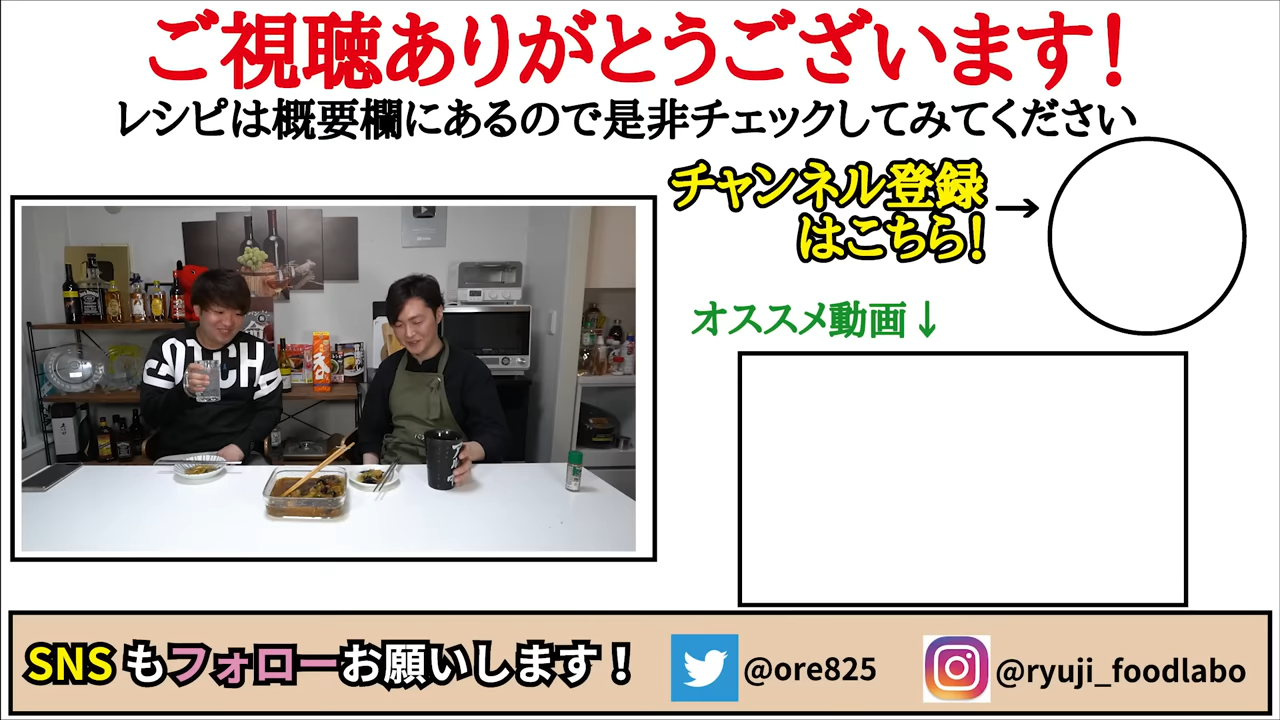 ご視聴ありがとうございます!
レシピは概要欄にあるので是非チェックしてみてください
チャンネル登録
はこちら!
→
オススメ動画↓
SCOTCH
SNSもフォローお願いします!
@ore825
@ryuji_foodlabo